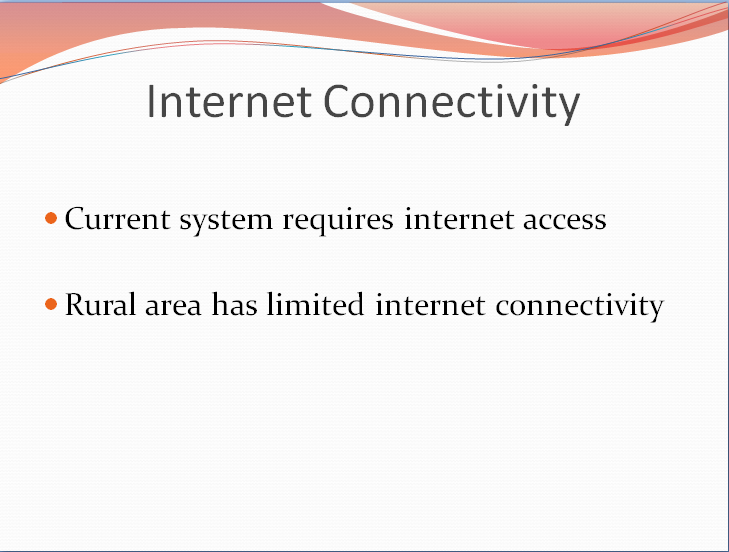 Internet Connectivity
Current system requires internet access
Rural area has limited internet connectivity